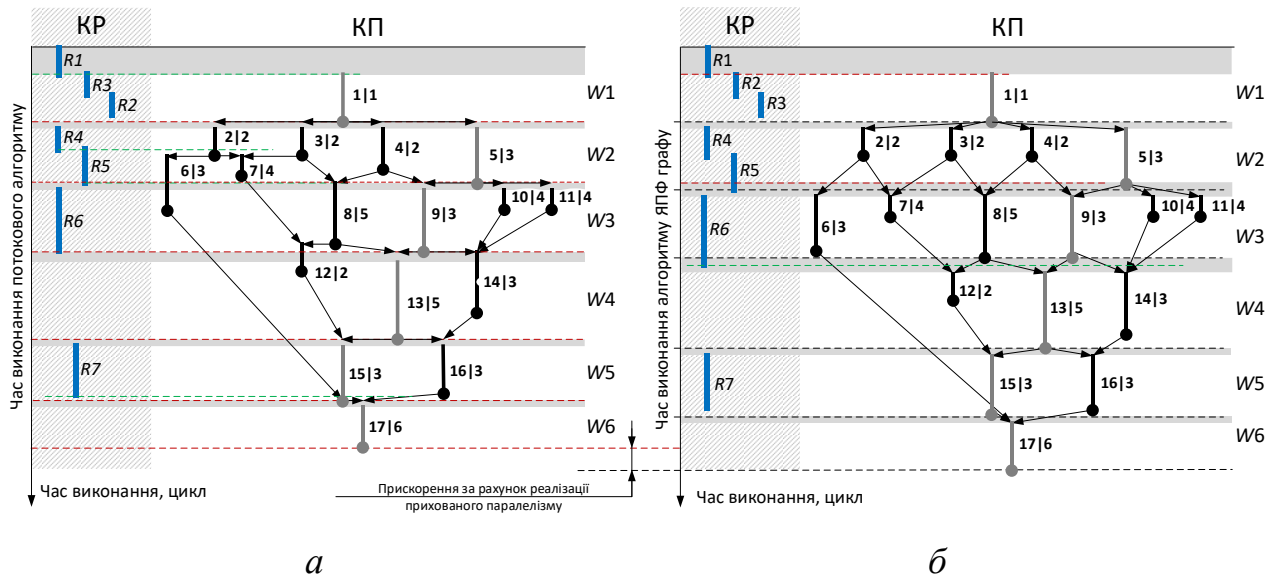 КР
КП
R1
R3
R2
1|1
W1
R4
R5
2|2
3|2
4|2
5|3
W2
6|3
7|4
R6
8|5
9|3
10|4
11|4
W3
12|2
13|5
14|3
W4
R7
15|3
16|3
W5
17|6
W6
Час виконання потокового алгоритму
Час виконання, цикл
Прискорення за рахунок реалізації
прихованого паралелізму
а
КР
КП
R1
R2
R3
1|1
W1
R4
R5
2|2
3|2
4|2
5|3
W2
R6
6|3
7|4
8|5
9|3
10|4
11|4
W3
12|2
13|5
14|3
W4
R7
15|3
16|3
W5
17|6
W6
Час виконання алгоритму ЯПФ графу
Час виконання, цикл
б